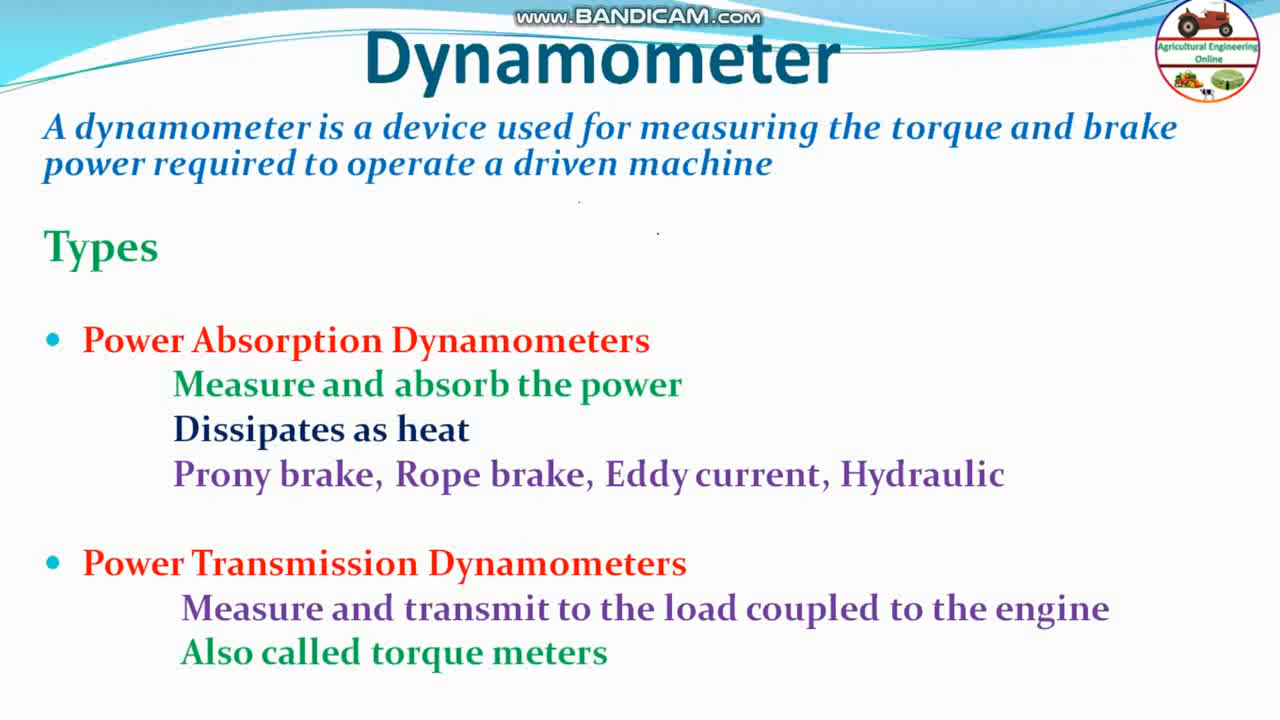 www.BANDICAM.com
Dynamometer
Agricultural Engineering
Online
A dynamometer is a device used for measuring the torque and brake
power required to operate a driven machine
Types
• Power Absorption Dynamometers
Measure and absorb the power
Dissipates as heat
Prony brake, Rope brake, Eddy current, Hydraulic
• Power Transmission Dynamometers
Measure and transmit to the load coupled to the engine
Also called torque meters